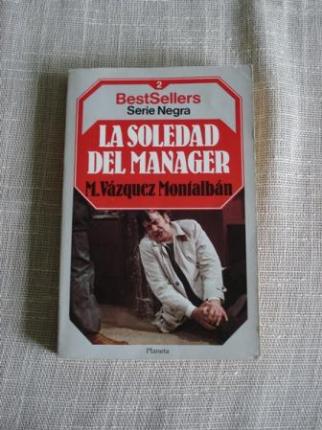 2
BestSellers
Serie Negra
LA SOLEDAD
DEL MANAGER
M. Vázquez Montalbán
Planeta